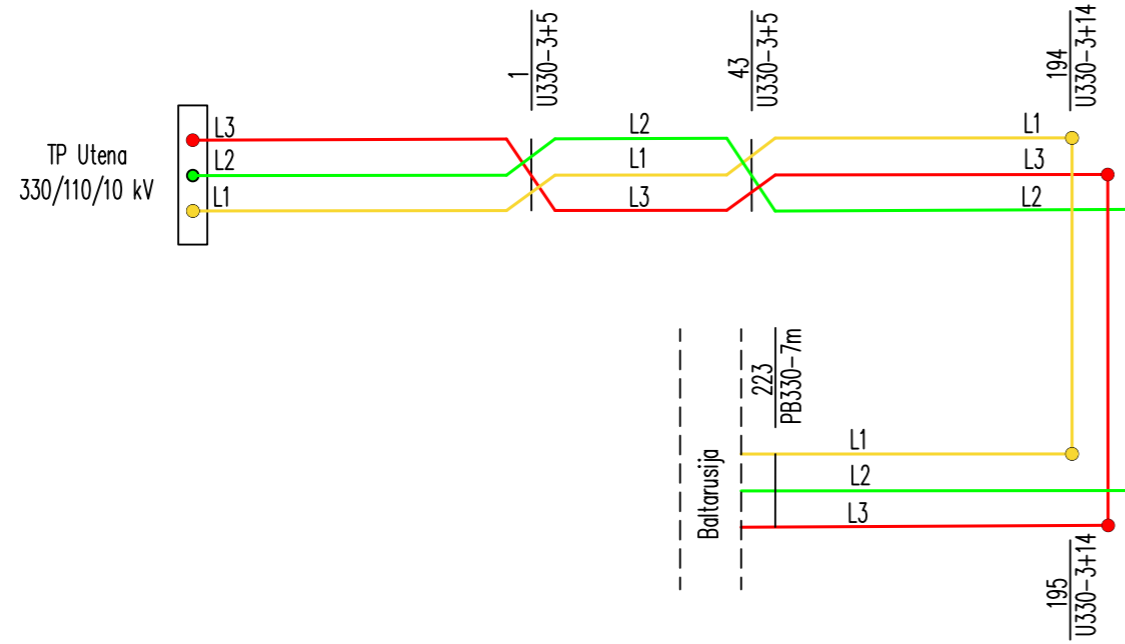 1
U330-3+5
43
U330-3+5
194
U330-3+14
TP Utena
330/110/10 kV
L3
L2
L1
L2
L1
L3
L1
L3
L2
223
PB330-7m
Baltarusija
L1
L2
L3
195
U330-3+14